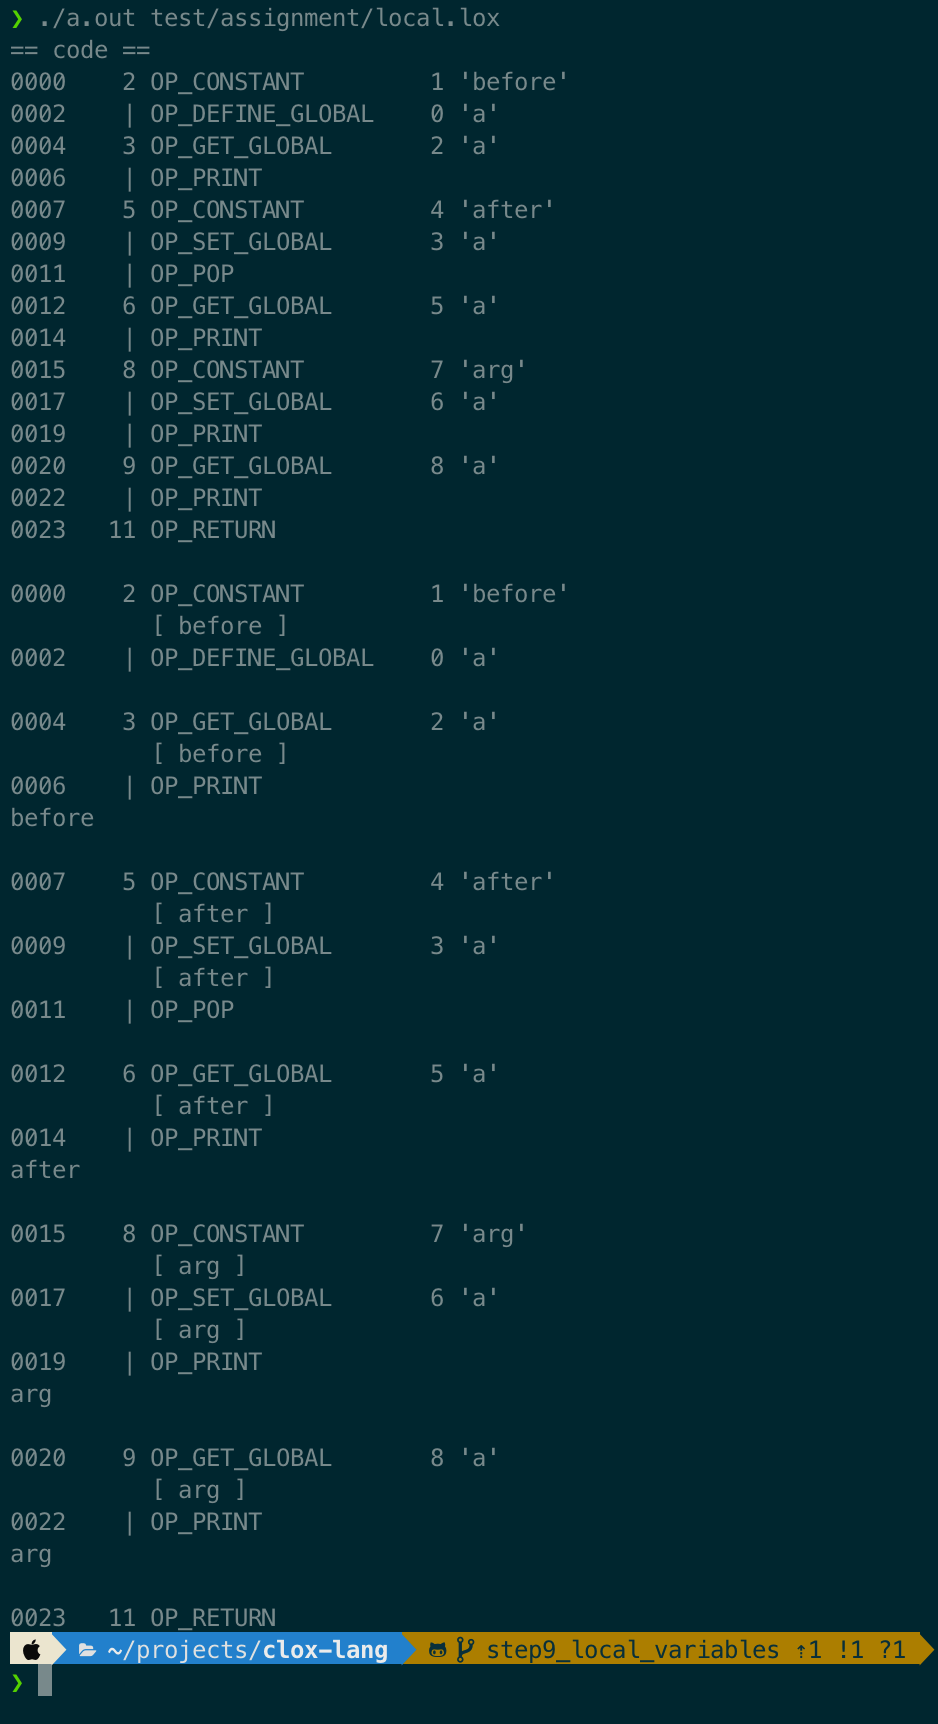 ❯ ./a.out test/assignment/local.lox
== code ==
0000    2 OP_CONSTANT         1 'before'
0002    | OP_DEFINE_GLOBAL    0 'a'
0004    3 OP_GET_GLOBAL       2 'a'
0006    | OP_PRINT
0007    5 OP_CONSTANT         4 'after'
0009    | OP_SET_GLOBAL       3 'a'
0011    | OP_POP
0012    6 OP_GET_GLOBAL       5 'a'
0014    | OP_PRINT
0015    8 OP_CONSTANT         7 'arg'
0017    | OP_SET_GLOBAL       6 'a'
0019    | OP_PRINT
0020    9 OP_GET_GLOBAL       8 'a'
0022    | OP_PRINT
0023   11 OP_RETURN

0000    2 OP_CONSTANT         1 'before'
          [ before ]
0002    | OP_DEFINE_GLOBAL    0 'a'

0004    3 OP_GET_GLOBAL       2 'a'
          [ before ]
0006    | OP_PRINT
before

0007    5 OP_CONSTANT         4 'after'
          [ after ]
0009    | OP_SET_GLOBAL       3 'a'
          [ after ]
0011    | OP_POP

0012    6 OP_GET_GLOBAL       5 'a'
          [ after ]
0014    | OP_PRINT
after

0015    8 OP_CONSTANT         7 'arg'
          [ arg ]
0017    | OP_SET_GLOBAL       6 'a'
          [ arg ]
0019    | OP_PRINT
arg

0020    9 OP_GET_GLOBAL       8 'a'
          [ arg ]
0022    | OP_PRINT
arg

0023   11 OP_RETURN
~/projects/clox-lang step9_local_variables ⇡1 !1 ?1
❯